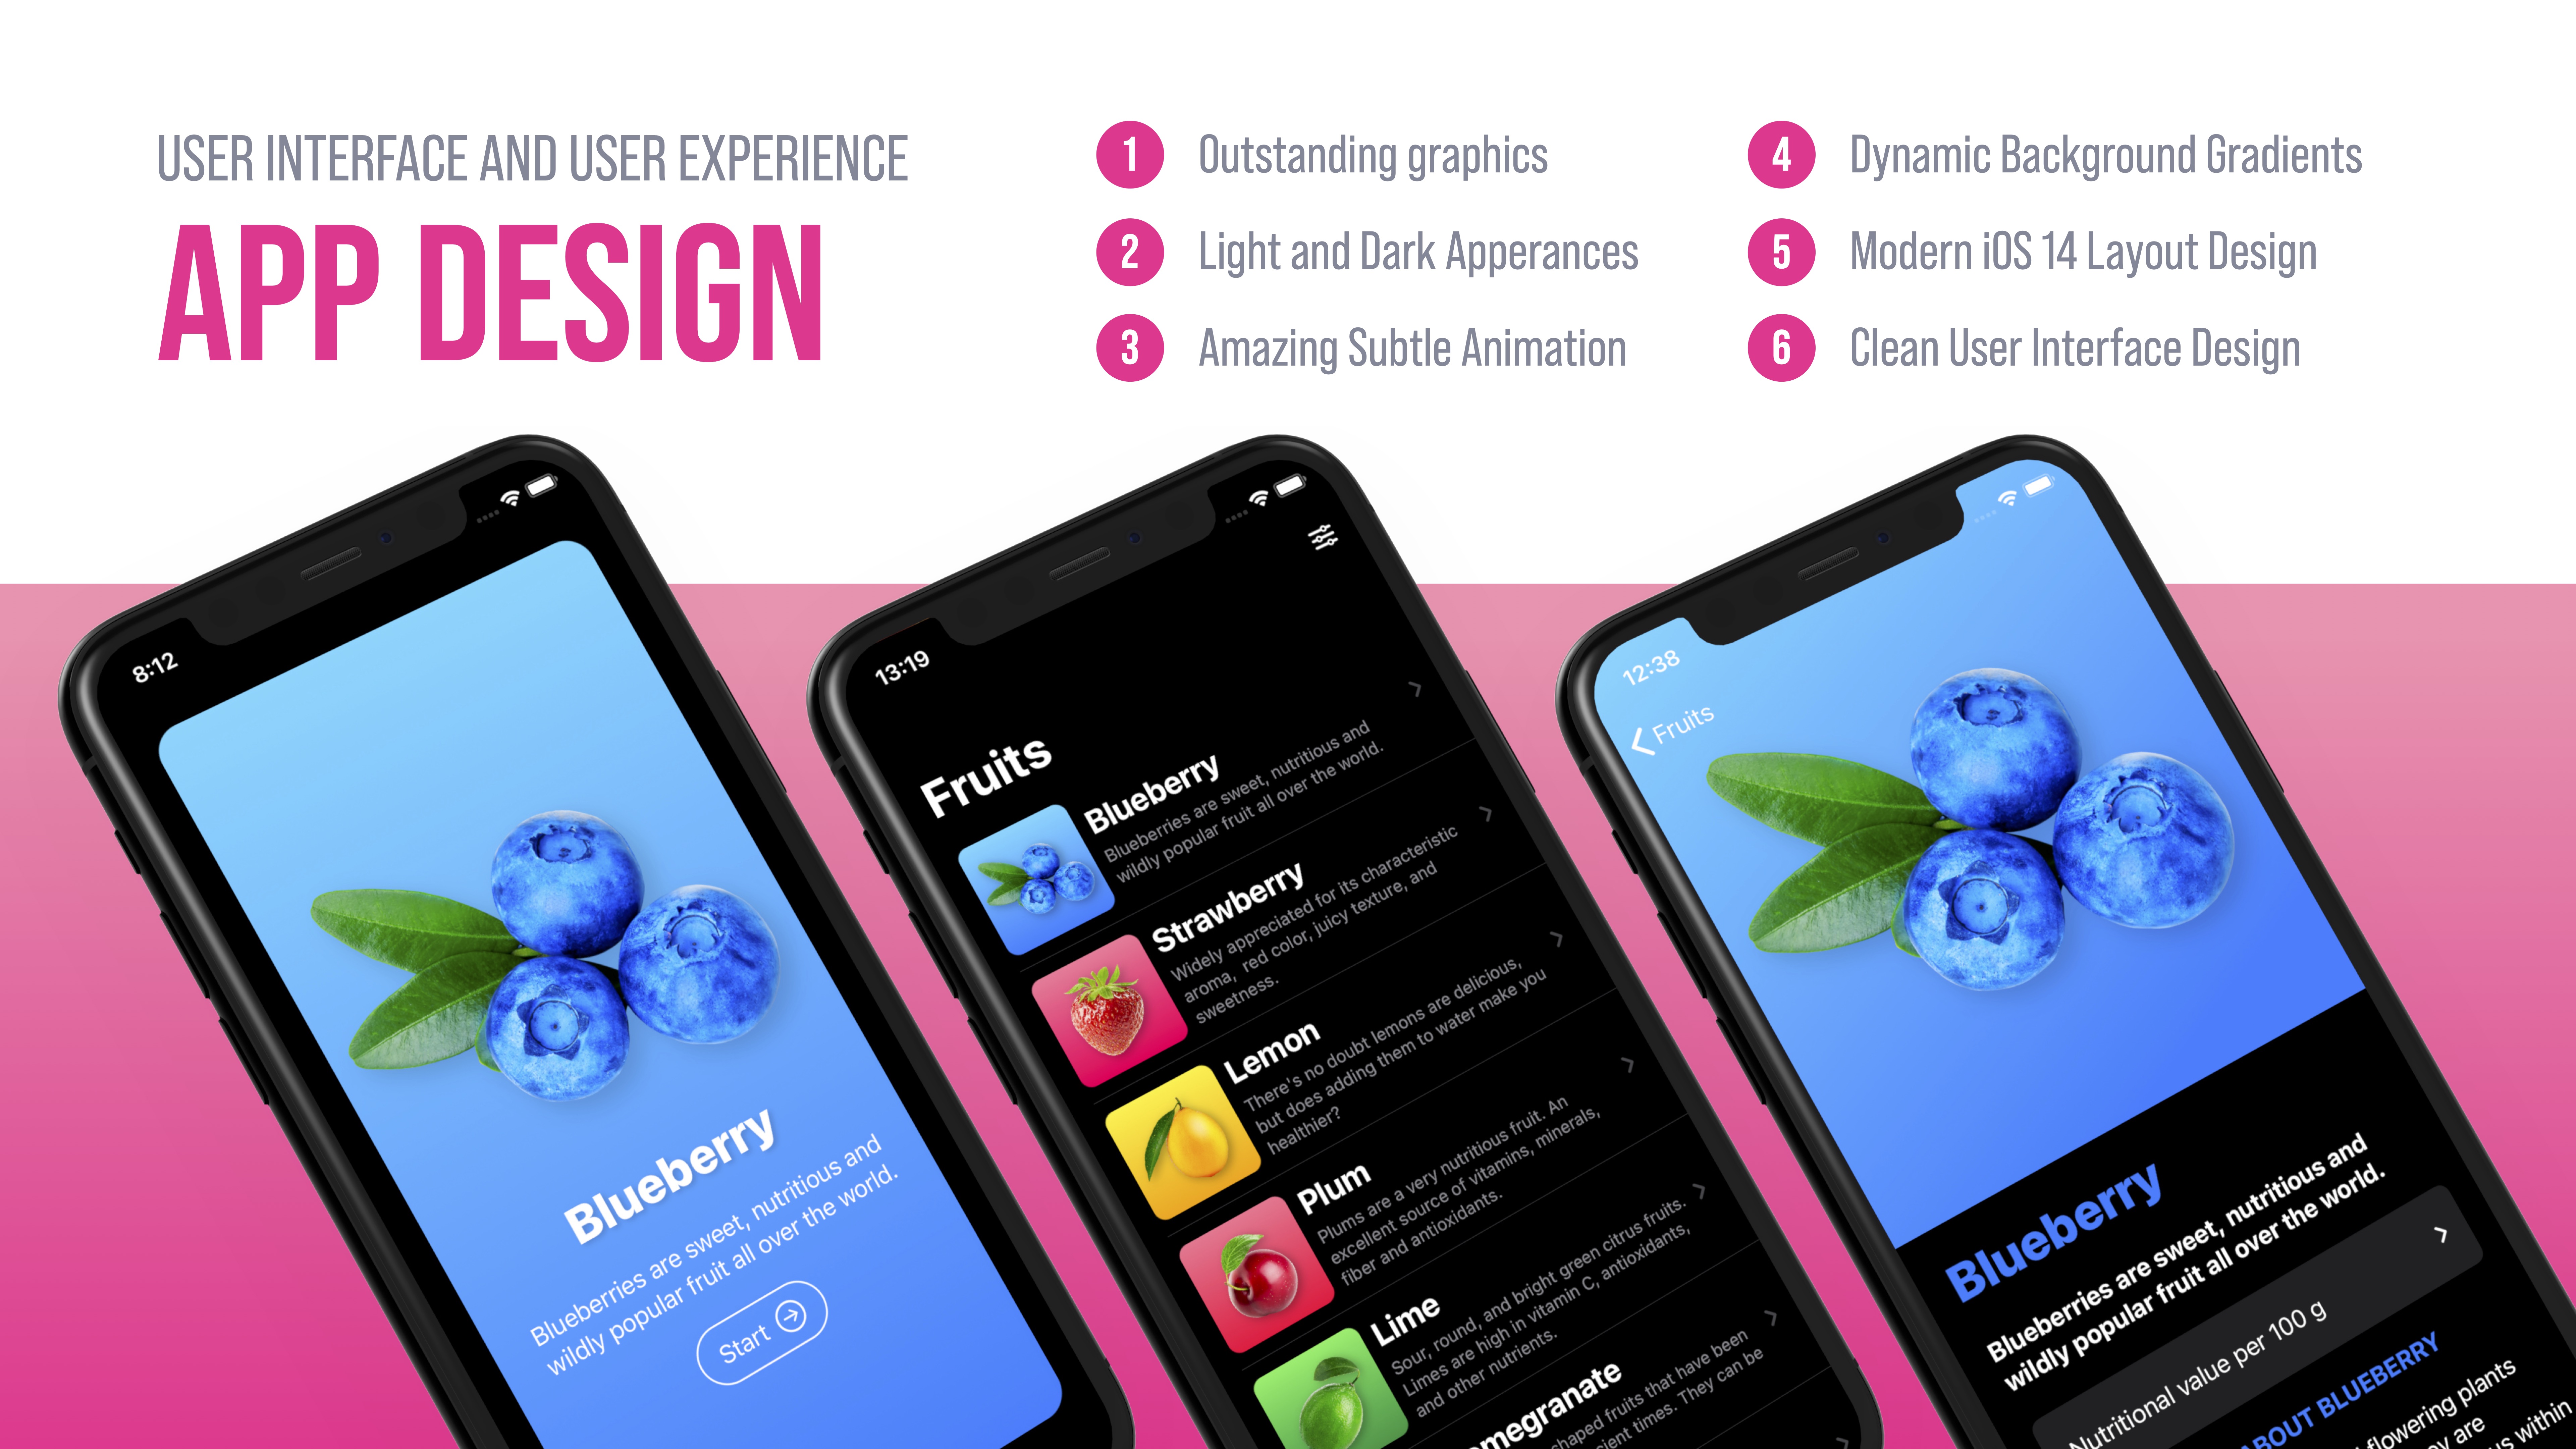 USER INTERFACE AND USER EXPERIENCE
APP DESIGN
1 Outstanding graphics
2 Light and Dark Apperances
3 Amazing Subtle Animation
4 Dynamic Background Gradients
5 Modern iOS 14 Layout Design
6 Clean User Interface Design
8:12
Blueberry
Blueberries are sweet, nutritious and
wildly popular fruit all over the world.
Start
13:19
Fruits
Blueberry
Blueberries are sweet, nutritious and
wildly popular fruit all over the world.
Strawberry
Widely appreciated for its characteristic
aroma, red color, juicy texture, and
sweetness.
Lemon
There's no doubt lemons are delicious,
but does adding them to water make you
healthier?
Plum
Plums are a very nutritious fruit. An
excellent source of vitamins, minerals,
fiber and antioxidants.
Lime
Sour, round, and bright green citrus fruits.
Limes are high in vitamin C, antioxidants,
and other nutrients.
megranate
shaped fruits that have been
cient times. They can be
12:38
Fruits
Blueberry
Blueberries are sweet, nutritious and
wildly popular fruit all over the world.
Nutritional value per 100 g
ABOUT BLUEBERRY
flowering plants
y are
s within